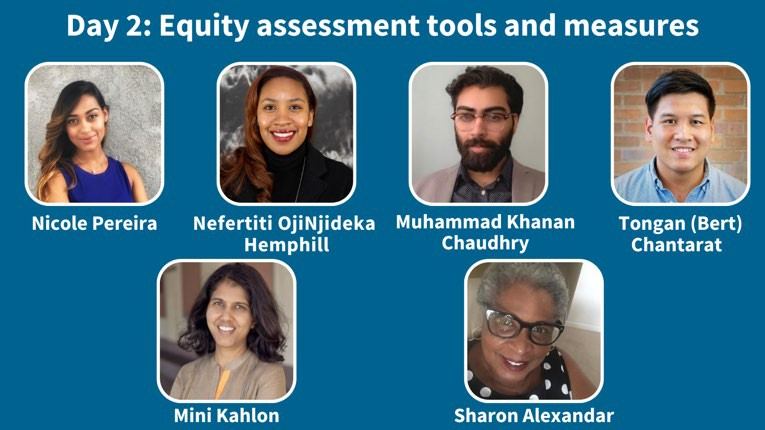 Day 2: Equity assessment tools and measures
Nicole Pereira
Nefertiti OjiNjideka
Hemphill
Muhammad Khanan
Chaudhry
Tongan (Bert)
Chantarat
Mini Kahlon
Sharon Alexandar